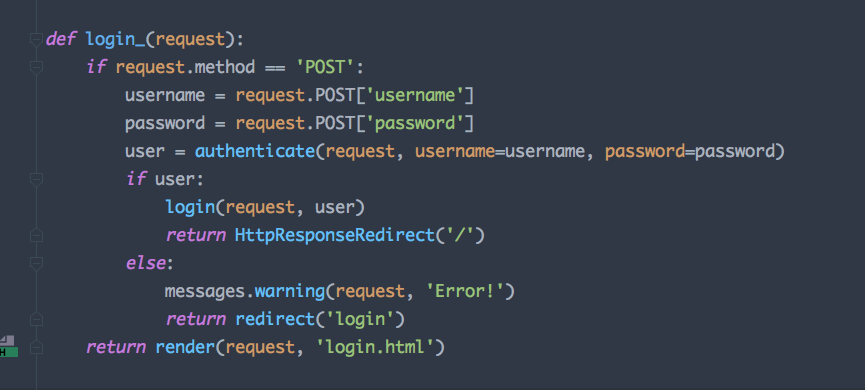 def login_(request):
    if request.method == 'POST':
        username = request.POST['username']
        password = request.POST['password']
        user = authenticate(request, username=username, password=password)
        if user:
            login(request, user)
            return HttpResponseRedirect('/')
        else:
            messages.warning(request, 'Error!')
            return redirect('login')
    return render(request, 'login.html')